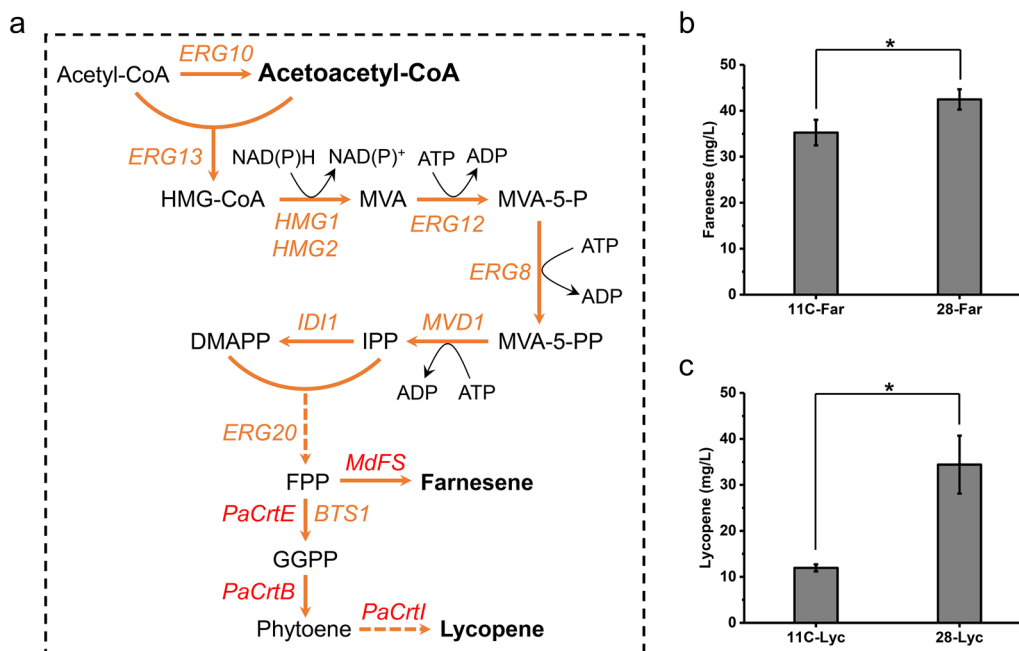 a
ERG10
Acetyl-CoA
Acetoacetyl-CoA
ERG13
NAD(P)H
NAD(P)⁺
ATP
ADP
HMG-CoA
MVA
MVA-5-P
HMG1
HMG2
ERG12
ERG8
ATP
ADP
IDI1
MVD1
DMAPP
IPP
MVA-5-PP
ADP
ATP
ERG20
MdFS
FPP
Farnesene
PaCrtE
BTS1
GGPP
PaCrtB
PaCrtI
Phytoene
Lycopene
b
*
Farenese (mg/L)
50
40
30
20
10
0
11C-Far
28-Far
c
*
Lycopene (mg/L)
50
40
30
20
10
0
11C-Lyc
28-Lyc